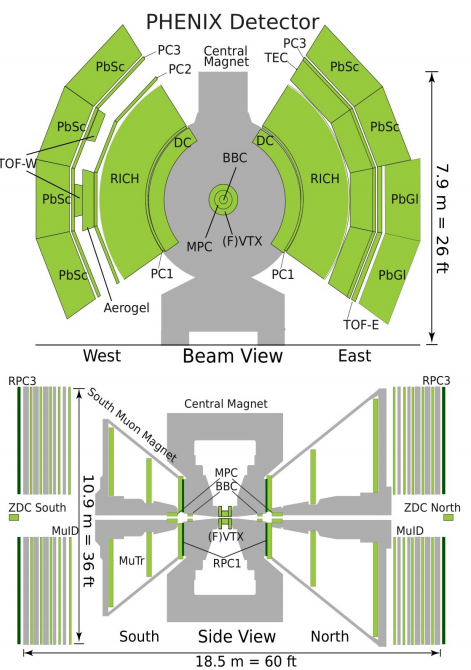 PHENIX Detector
Central
Magnet
PC3
PC2
PbSc
PbSc
TOF-W
PbSc
PbSc
RICH
DC
Aerogel
PC1
BBC
MPC
(F)VTX
PC3
TEC
PbSc
PbSc
DC
RICH
PbGl
PbGl
PC1
TOF-E
7.9 m = 26 ft
West
Beam View
East
RPC3
South Muon Magnet
Central Magnet
RPC3
MPC
BBC
ZDC South
ZDC North
10.9 m = 36 ft
MuID
(F)VTX
MuID
MuTr
RPC1
South
Side View
North
18.5 m = 60 ft